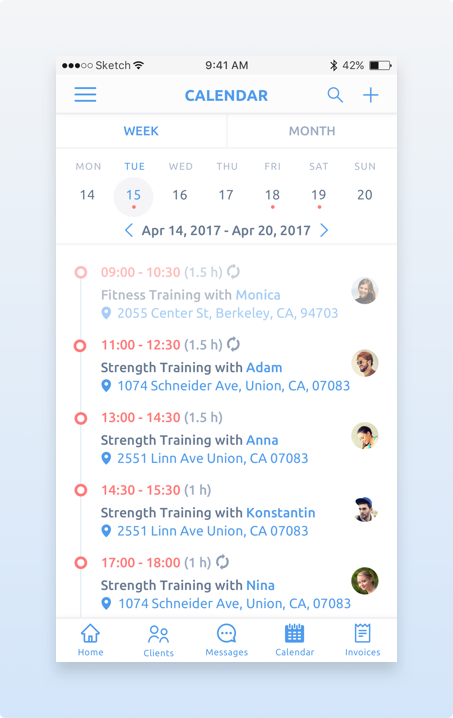 Sketch 9:41 AM 42%
CALENDAR
WEEK MONTH
MON TUE WED THU FRI SAT SUN
14 15 16 17 18 19 20
Apr 14, 2017 - Apr 20, 2017
09:00 - 10:30 (1.5 h)
Fitness Training with Monica
2055 Center St, Berkeley, CA, 94703
11:00 - 12:30 (1.5 h)
Strength Training with Adam
1074 Schneider Ave, Union, CA, 07083
13:00 - 14:30 (1.5 h)
Strength Training with Anna
2551 Linn Ave Union, CA 07083
14:30 - 15:30 (1 h)
Strength Training with Konstantin
2551 Linn Ave Union, CA 07083
17:00 - 18:00 (1 h)
Strength Training with Nina
1074 Schneider Ave, Union, CA, 07083
Home Clients Messages Calendar Invoices